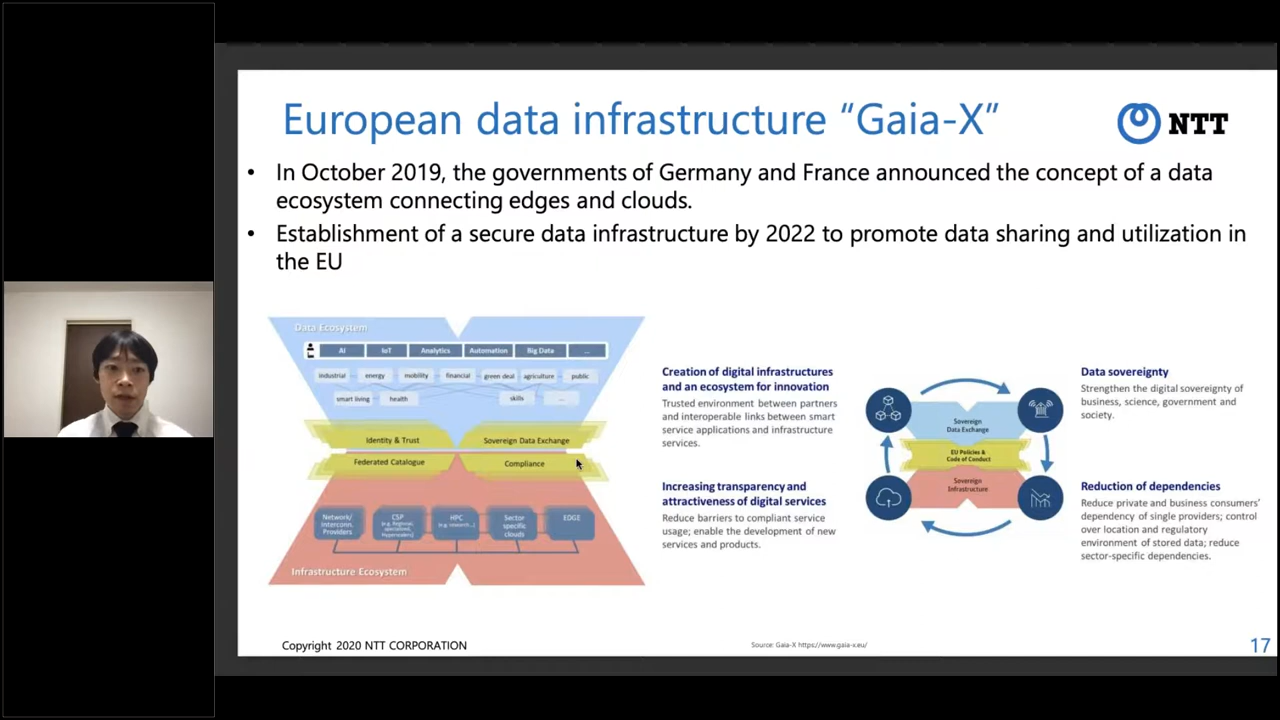 European data infrastructure “Gaia-X”
NTT
• In October 2019, the governments of Germany and France announced the concept of a data
ecosystem connecting edges and clouds.
• Establishment of a secure data infrastructure by 2022 to promote data sharing and utilization in
the EU
Data Ecosystem
AI IoT Analytics Automation Big Data ...
industrial energy mobility financial green deal agriculture public
smart living health skills ...
Identity & Trust Sovereign Data Exchange
Federated Catalogue Compliance
Network/
Interconn.
Providers
CSP
(e.g. Regional,
specialized,
Hyperscalers)
HPC
(e.g. research...)
Sector
specific
clouds
EDGE
Infrastructure Ecosystem
Creation of digital infrastructures
and an ecosystem for innovation
Trusted environment between partners
and interoperable links between smart
service applications and infrastructure
services.
Increasing transparency and
attractiveness of digital services
Reduce barriers to compliant service
usage; enable the development of new
services and products.
Sovereign
Data Exchange
EU Policies &
Code of Conduct
Sovereign
Infrastructure
Data sovereignty
Strengthen the digital sovereignty of
business, science, government and
society.
Reduction of dependencies
Reduce private and business consumers’
dependency of single providers; control
over location and regulatory
environment of stored data; reduce
sector-specific dependencies.
Copyright 2020 NTT CORPORATION
Source: Gaia-X https://www.gaia-x.eu/
17